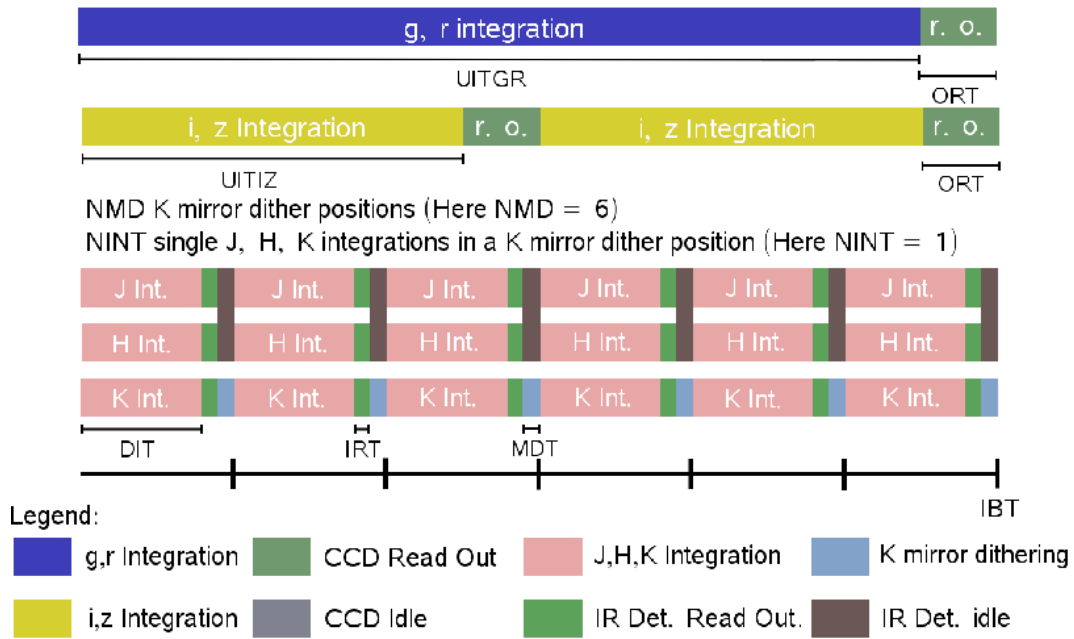 g, r integration r. o.
UITGR
ORT
i, z Integration r. o. i, z Integration r. o.
UITIZ
ORT
NMD K mirror dither positions (Here NMD = 6)
NINT single J, H, K integrations in a K mirror dither position (Here NINT = 1)
J Int. J Int. J Int. J Int. J Int. J Int.
H Int. H Int. H Int. H Int. H Int. H Int.
K Int. K Int. K Int. K Int. K Int. K Int.
DIT IRT MDT
IBT
Legend:
g,r Integration CCD Read Out J,H,K Integration K mirror dithering
i,z Integration CCD Idle IR Det. Read Out. IR Det. idle